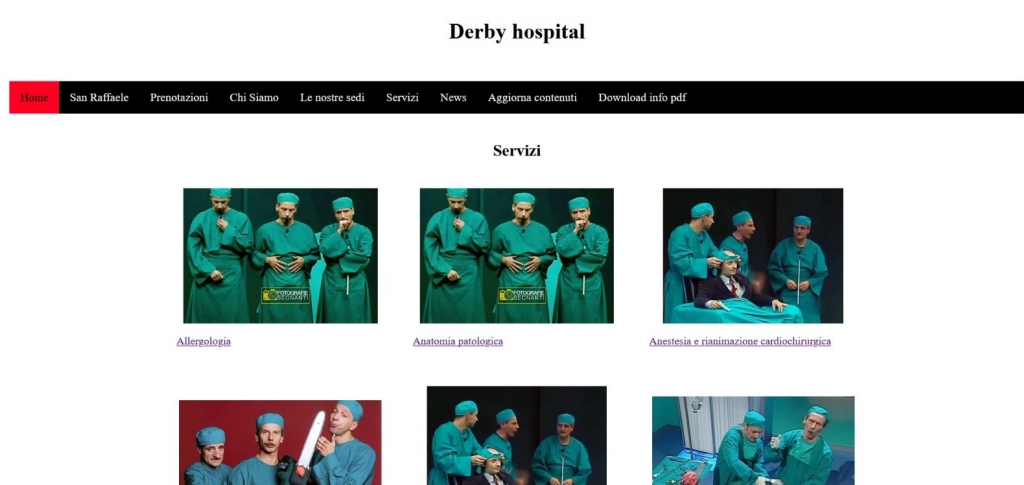 Derby hospital
Home San Raffaele Prenotazioni Chi Siamo Le nostre sedi Servizi News Aggiorna contenuti Download info pdf
Servizi
FOTOGRAFIE
SEGNANTI
FOTOGRAFIE
SEGNANTI
Allergologia
Anatomia patologica
Anestesia e rianimazione cardiochirurgica